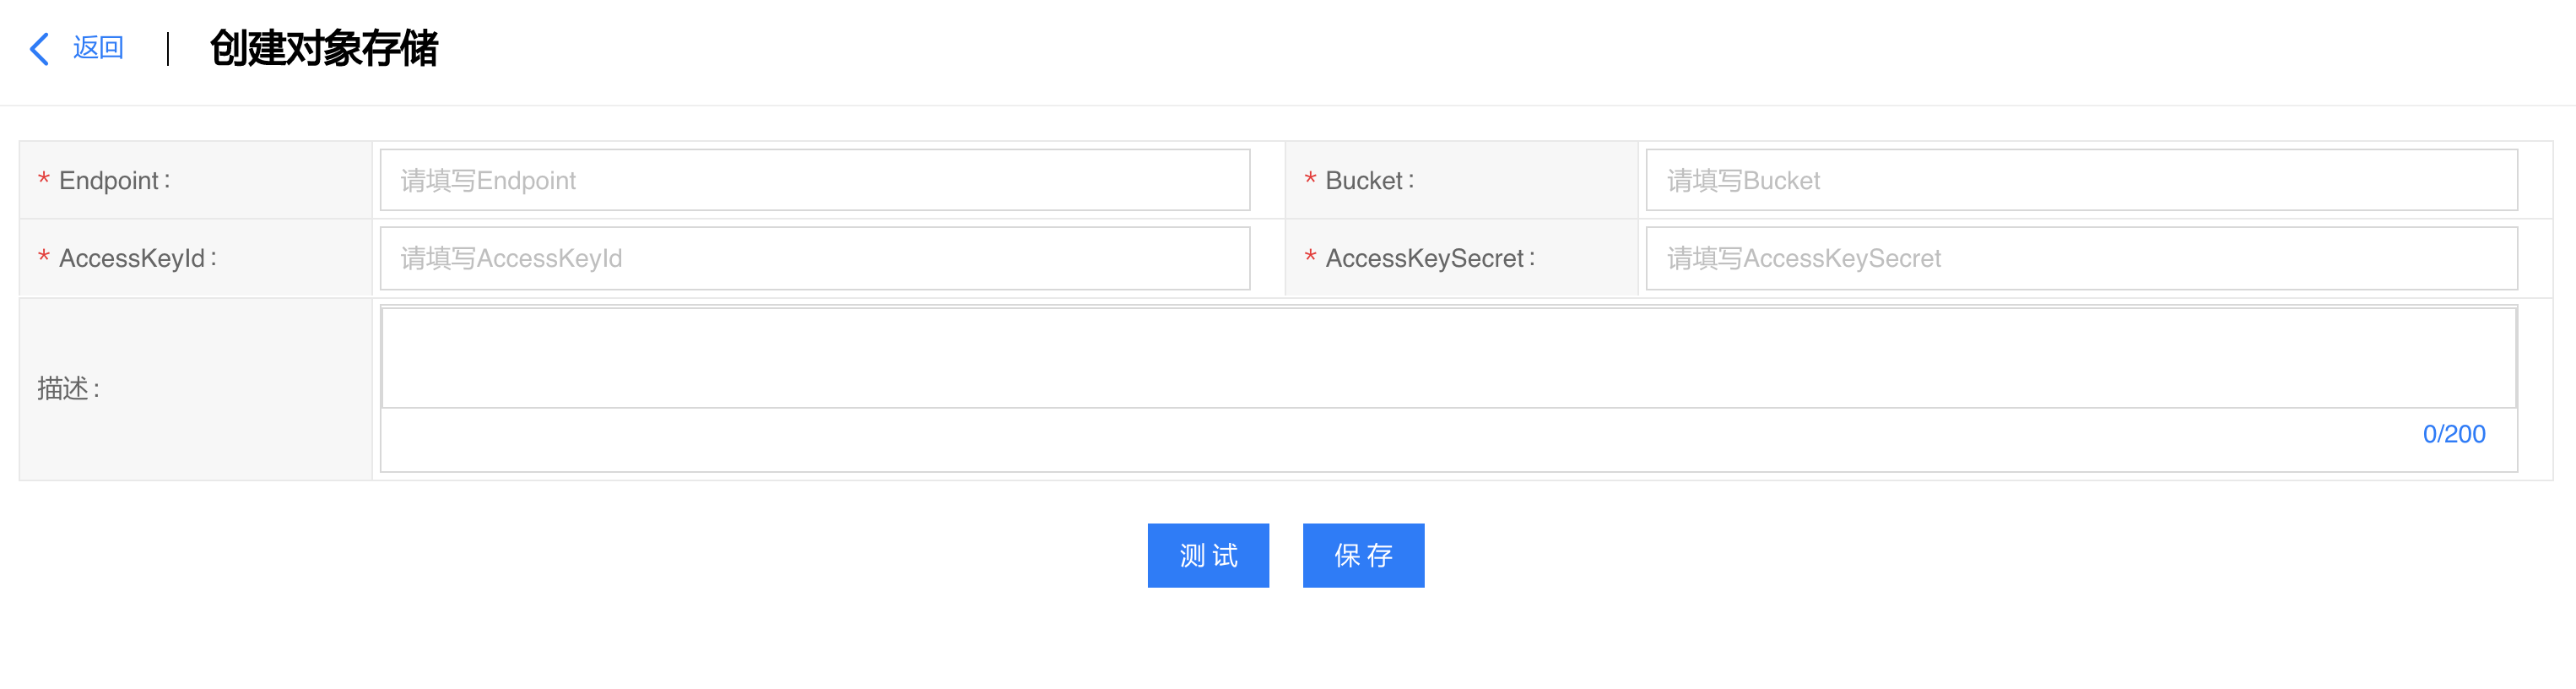 返回 | 创建对象存储
* Endpoint: 请填写Endpoint * Bucket: 请填写Bucket
* AccessKeyId: 请填写AccessKeyId * AccessKeySecret: 请填写AccessKeySecret
描述:
0/200
测 试 保 存